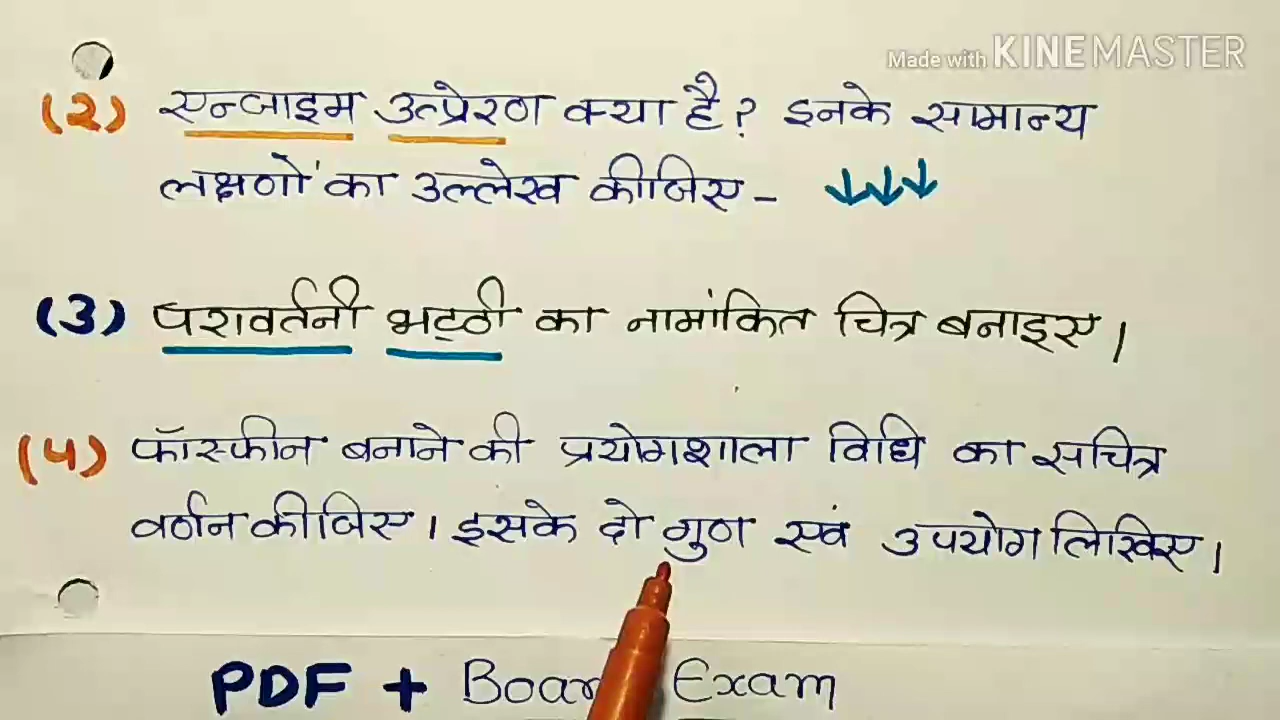 Made with KINEMASTER
(2) एन्जाइम उत्प्रेरण क्या है? इनके सामान्य
लक्षणों का उल्लेख कीजिए -
(3) परावर्तनी भट्ठी का नामांकित चित्र बनाइए।
(4) फॉस्फीन बनाने की प्रयोगशाला विधि का सचित्र
वर्णन कीजिए। इसके दो गुण एवं उपयोग लिखिए।
PDF + Board Exam